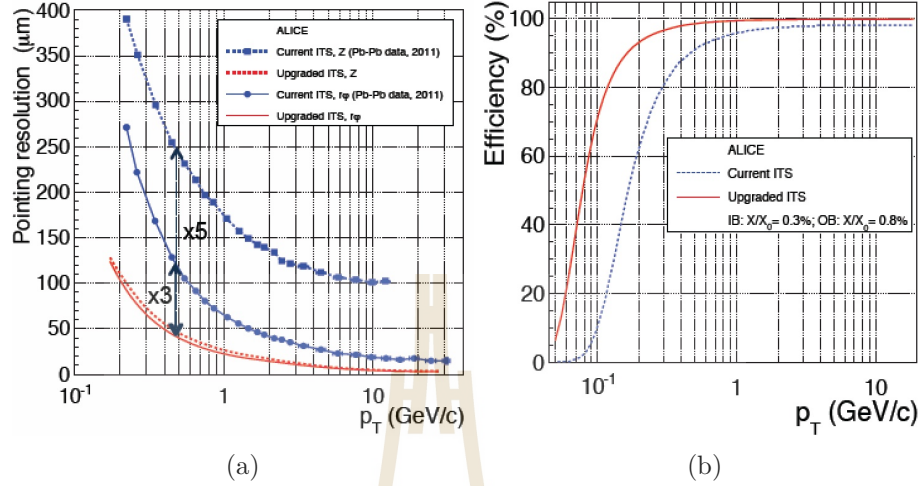 Pointing resolution (μm)
400
350
300
250
200
150
100
50
0
ALICE
Current ITS, Z (Pb-Pb data, 2011)
Upgraded ITS, Z
Current ITS, rφ (Pb-Pb data, 2011)
Upgraded ITS, rφ
x5
x3
10⁻¹
1
10
p_T (GeV/c)
(a)
Efficiency (%)
100
80
60
40
20
0
ALICE
Current ITS
Upgraded ITS
IB: X/X₀= 0.3%; OB: X/X₀= 0.8%
10⁻¹
1
10
p_T (GeV/c)
(b)